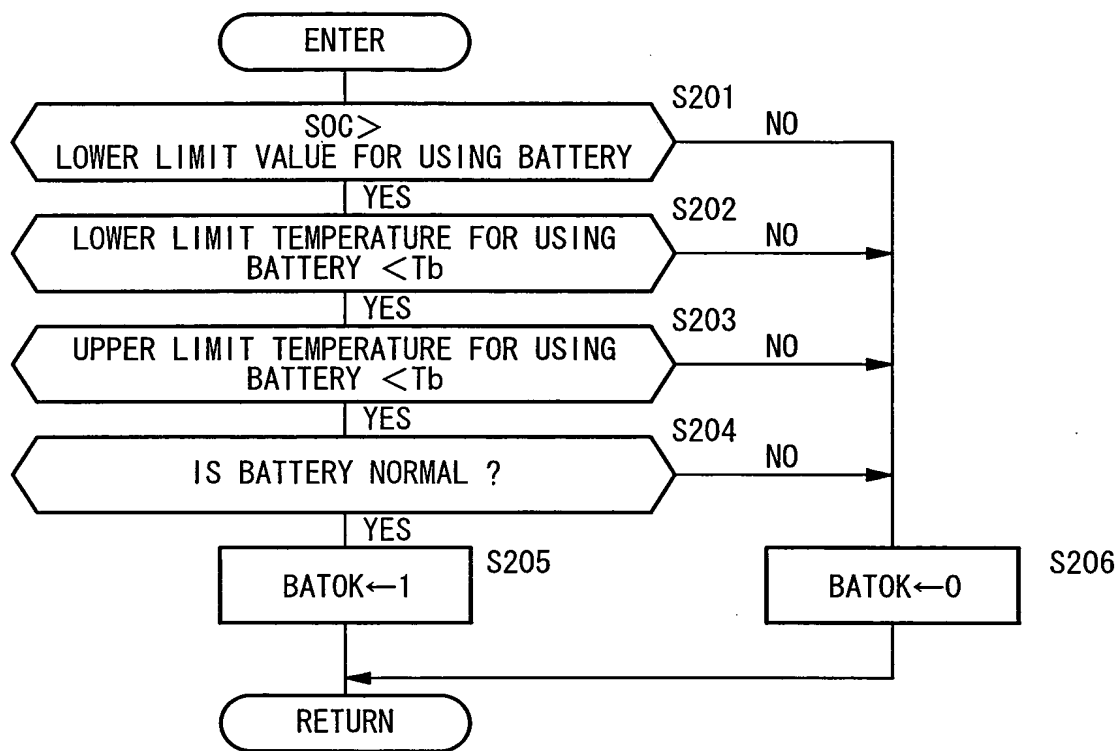 ENTER
S201
SOC>
LOWER LIMIT VALUE FOR USING BATTERY
NO
YES
S202
LOWER LIMIT TEMPERATURE FOR USING
BATTERY <Tb
NO
YES
S203
UPPER LIMIT TEMPERATURE FOR USING
BATTERY <Tb
NO
YES
S204
IS BATTERY NORMAL ?
NO
YES
S205
BATOK←1
S206
BATOK←0
RETURN